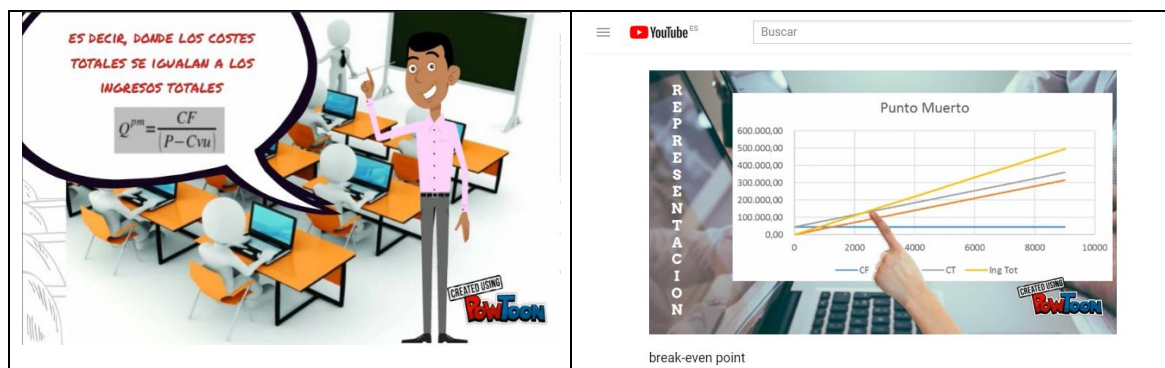 ES DECIR, DONDE LOS COSTES
TOTALES SE IGUALAN A LOS
INGRESOS TOTALES
Q^pm = CF / (P−Cvu)
CREATED USING
POWTOON
YouTube ES
Buscar
REPRESENTACION
Punto Muerto
600.000,00
500.000,00
400.000,00
300.000,00
200.000,00
100.000,00
0,00
0 2000 4000 6000 8000 10000
CF CT Ing Tot
CREATED USING
POWTOON
break-even point